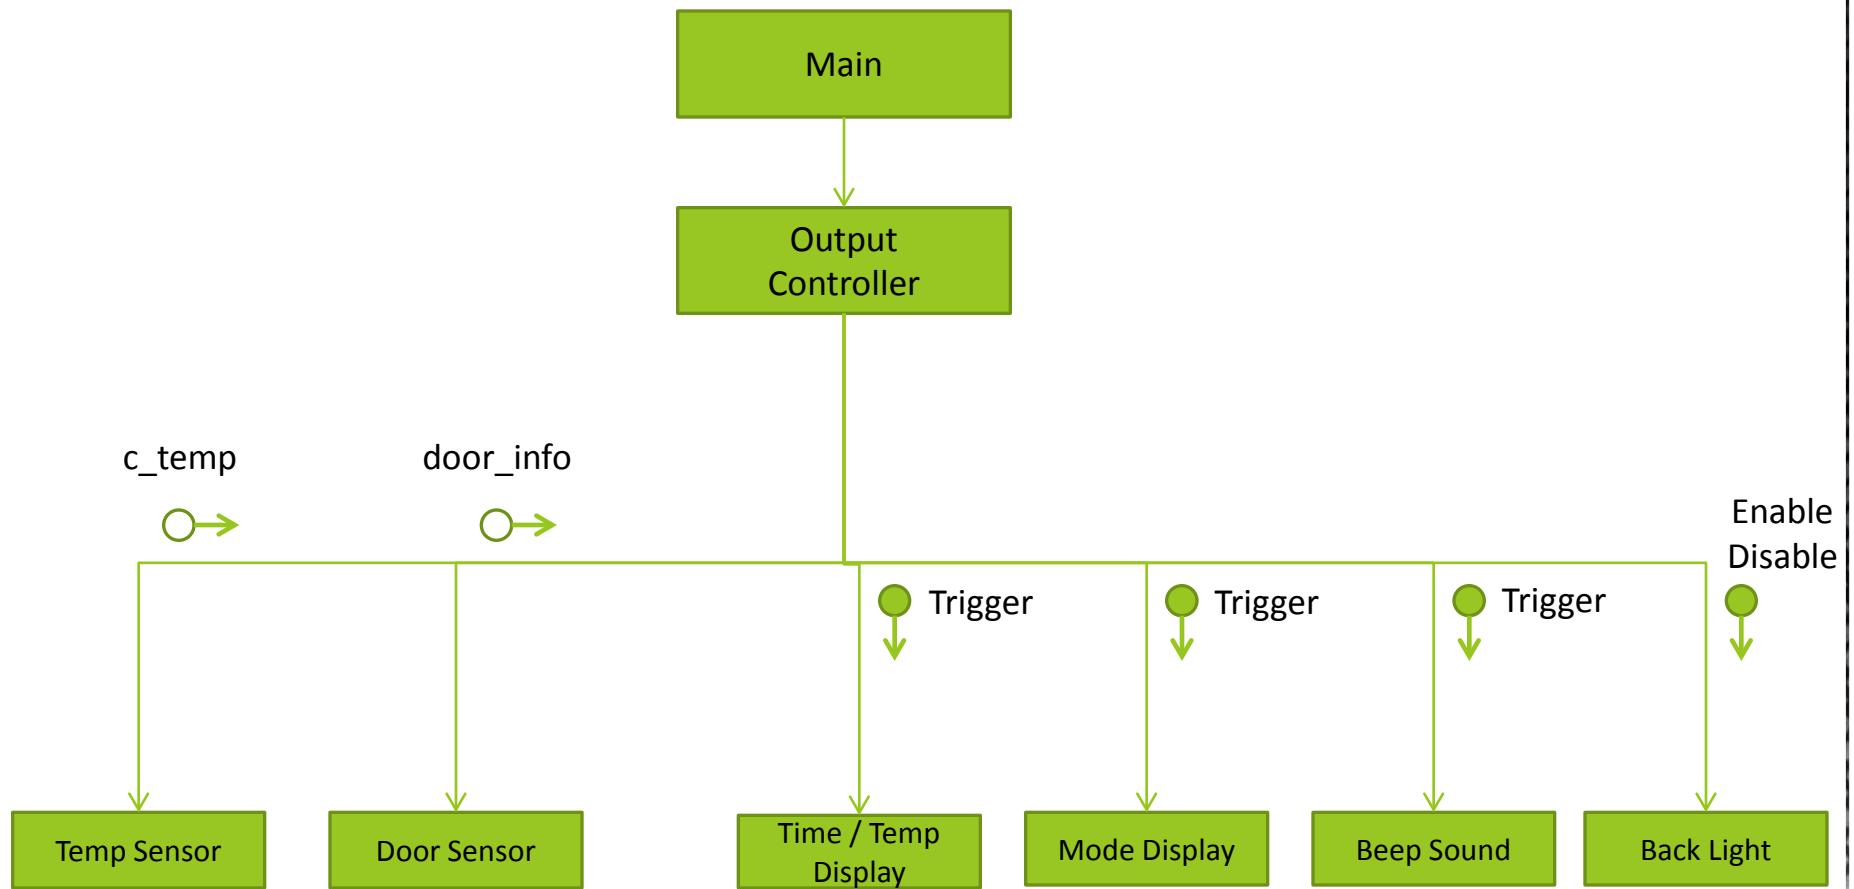 Main
Output
Controller
c_temp
door_info
Enable
Disable
Trigger
Trigger
Trigger
Temp Sensor
Door Sensor
Time / Temp
Display
Mode Display
Beep Sound
Back Light